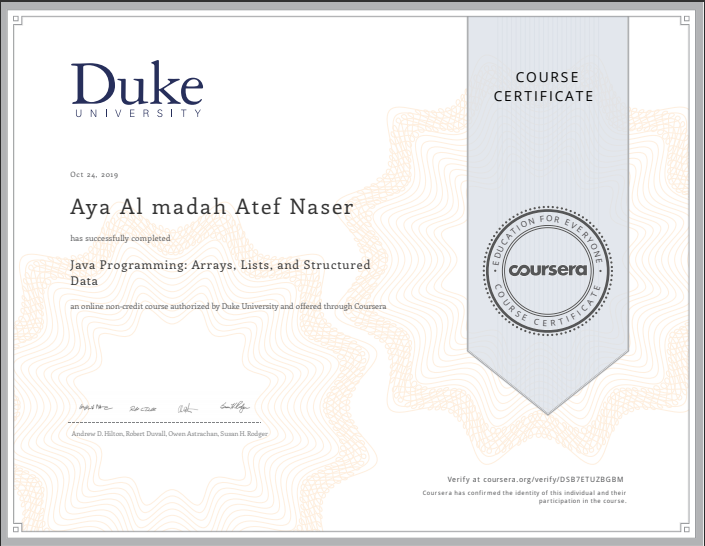 Duke
UNIVERSITY
COURSE
CERTIFICATE
Oct 24, 2019
Aya Al madah Atef Naser
has successfully completed
Java Programming: Arrays, Lists, and Structured
Data
an online non-credit course authorized by Duke University and offered through Coursera
EDUCATION FOR EVERYONE
coursera
COURSE CERTIFICATE
Andrew D. Hilton, Robert Duvall, Owen Astrachan, Susan H. Rodger
Verify at coursera.org/verify/DSB7ETUZBGBM
Coursera has confirmed the identity of this individual and their
participation in the course.